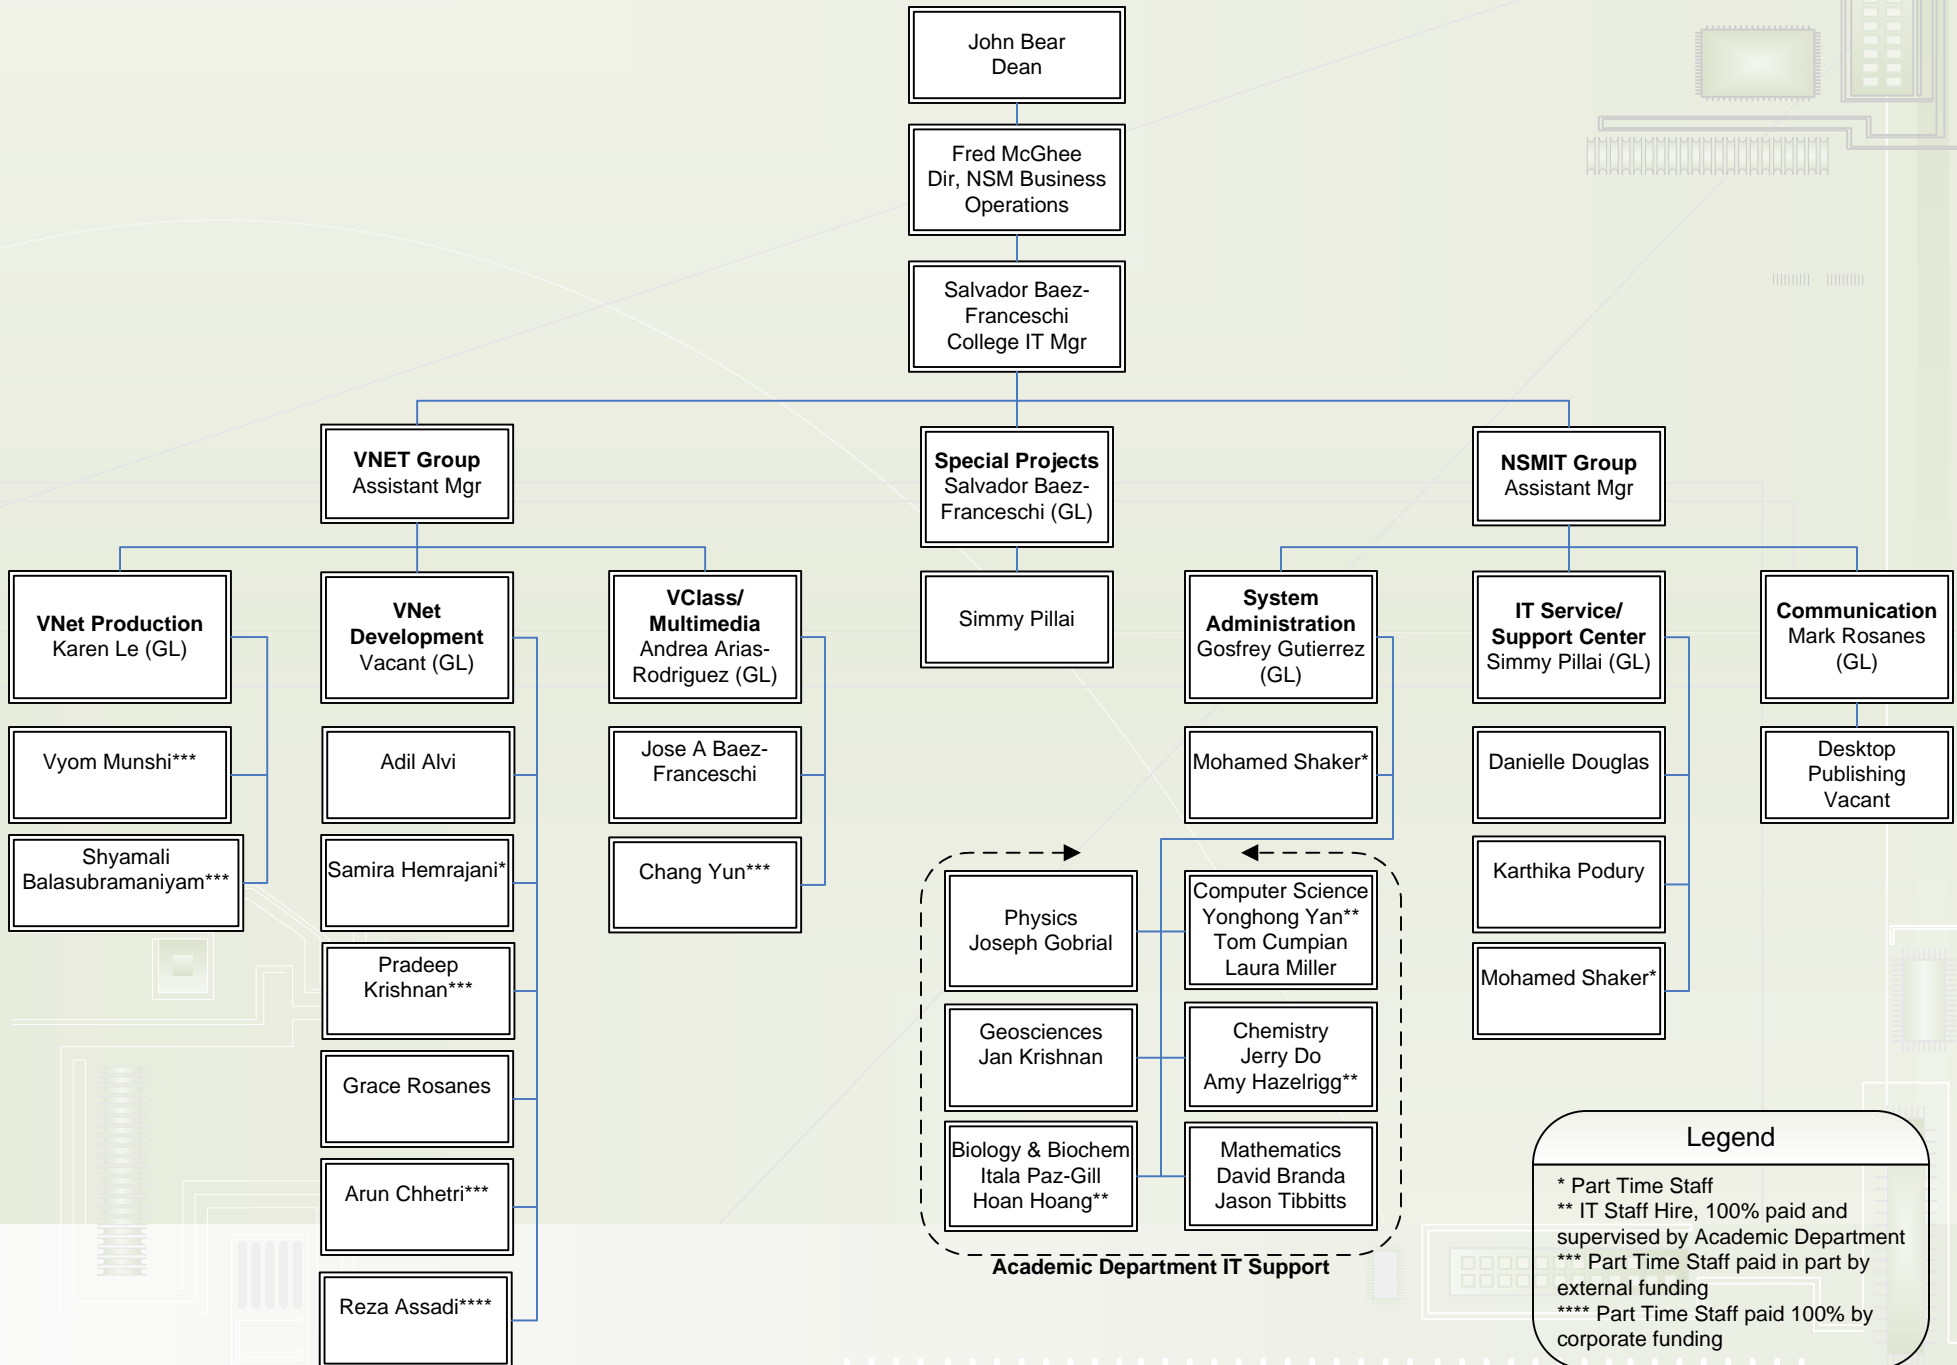 John Bear
Dean
Fred McGhee
Dir, NSM Business
Operations
Salvador Baez-
Franceschi
College IT Mgr
VNET Group
Assistant Mgr
Special Projects
Salvador Baez-
Franceschi (GL)
NSMIT Group
Assistant Mgr
VNet Production
Karen Le (GL)
VNet
Development
Vacant (GL)
VClass/
Multimedia
Andrea Arias-
Rodriguez (GL)
Simmy Pillai
System
Administration
Gosfrey Gutierrez
(GL)
IT Service/
Support Center
Simmy Pillai (GL)
Communication
Mark Rosanes
(GL)
Vyom Munshi***
Adil Alvi
Jose A Baez-
Franceschi
Mohamed Shaker*
Danielle Douglas
Desktop
Publishing
Vacant
Shyamali
Balasubramaniyam***
Samira Hemrajani*
Chang Yun***
Karthika Podury
Pradeep
Krishnan***
Mohamed Shaker*
Grace Rosanes
Arun Chhetri***
Reza Assadi****
Physics
Joseph Gobrial
Computer Science
Yonghong Yan**
Tom Cumpian
Laura Miller
Geosciences
Jan Krishnan
Chemistry
Jerry Do
Amy Hazelrigg**
Biology & Biochem
Itala Paz-Gill
Hoan Hoang**
Mathematics
David Branda
Jason Tibbitts
Academic Department IT Support
Legend
* Part Time Staff
** IT Staff Hire, 100% paid and
supervised by Academic Department
*** Part Time Staff paid in part by
external funding
**** Part Time Staff paid 100% by
corporate funding